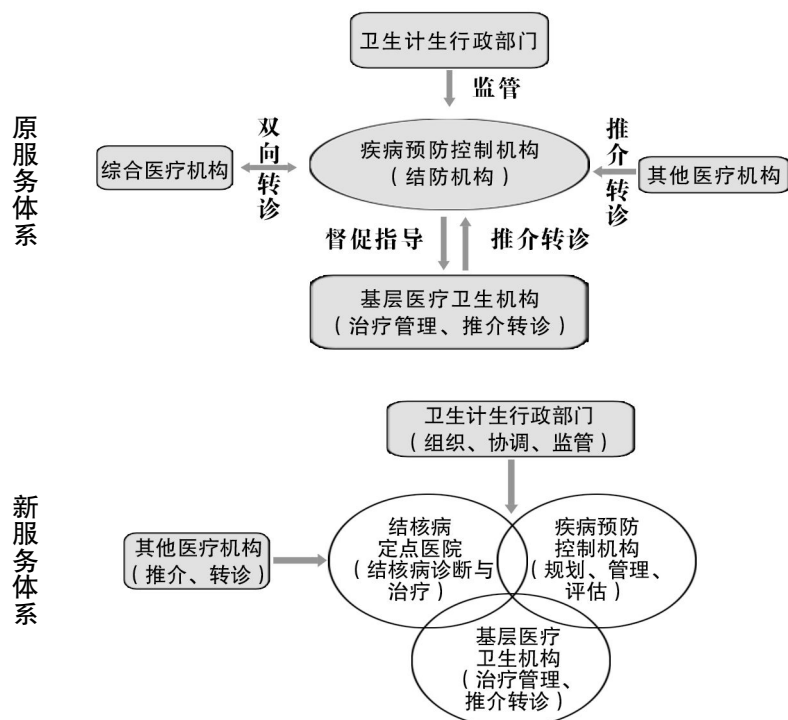 原服务体系
卫生计生行政部门
监管
综合医疗机构
双向转诊
疾病预防控制机构
（结防机构）
推介转诊
其他医疗机构
督促指导
推介转诊
基层医疗卫生机构
（治疗管理、推介转诊）
新服务体系
卫生计生行政部门
（组织、协调、监管）
其他医疗机构
（推介、转诊）
结核病
定点医院
（结核病诊断与
治疗）
疾病预防
控制机构
（规划、管理、
评估）
基层医疗
卫生机构
（治疗管理、
推介转诊）